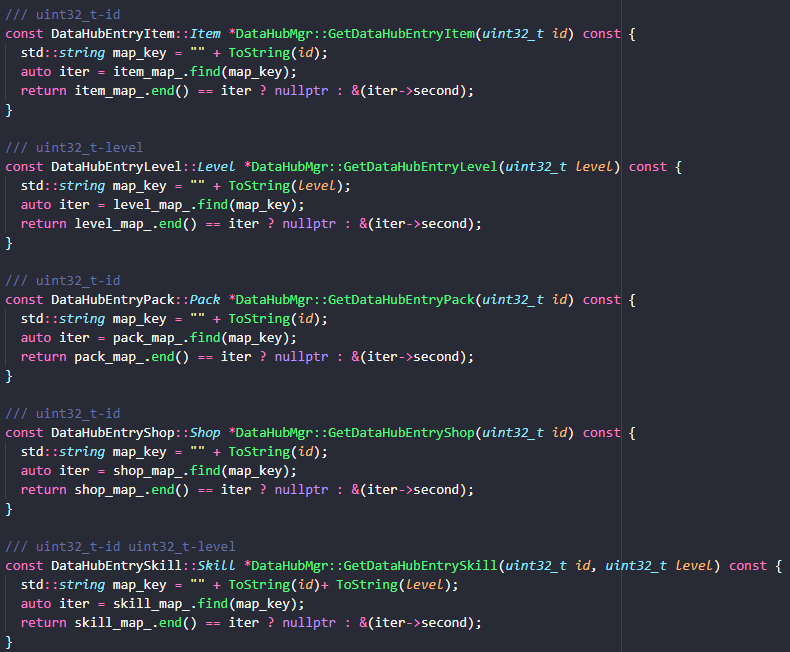 /// uint32_t-id
const DataHubEntryItem::Item *DataHubMgr::GetDataHubEntryItem(uint32_t id) const {
  std::string map_key = "" + ToString(id);
  auto iter = item_map_.find(map_key);
  return item_map_.end() == iter ? nullptr : &(iter->second);
}

/// uint32_t-level
const DataHubEntryLevel::Level *DataHubMgr::GetDataHubEntryLevel(uint32_t level) const {
  std::string map_key = "" + ToString(level);
  auto iter = level_map_.find(map_key);
  return level_map_.end() == iter ? nullptr : &(iter->second);
}

/// uint32_t-id
const DataHubEntryPack::Pack *DataHubMgr::GetDataHubEntryPack(uint32_t id) const {
  std::string map_key = "" + ToString(id);
  auto iter = pack_map_.find(map_key);
  return pack_map_.end() == iter ? nullptr : &(iter->second);
}

/// uint32_t-id
const DataHubEntryShop::Shop *DataHubMgr::GetDataHubEntryShop(uint32_t id) const {
  std::string map_key = "" + ToString(id);
  auto iter = shop_map_.find(map_key);
  return shop_map_.end() == iter ? nullptr : &(iter->second);
}

/// uint32_t-id uint32_t-level
const DataHubEntrySkill::Skill *DataHubMgr::GetDataHubEntrySkill(uint32_t id, uint32_t level) const {
  std::string map_key = "" + ToString(id)+ ToString(level);
  auto iter = skill_map_.find(map_key);
  return skill_map_.end() == iter ? nullptr : &(iter->second);
}